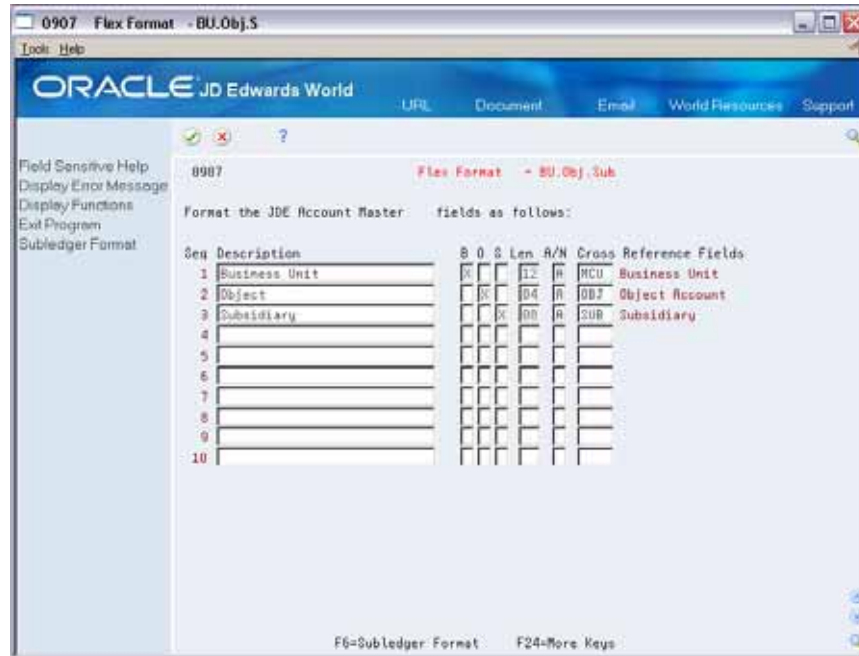 0907 Flex Format - BU.Obj.S
Tools Help
ORACLE JD Edwards World
URL Document Email World Resources Support
?
Field Sensitive Help
Display Error Message
Display Functions
Exit Program
Subledger Format
0907 Flex Format - BU.Obj.Sub
Format the JDE Account Master fields as follows:
Seq Description B O S Len A/N Cross Reference Fields
1 Business Unit X 12 A MCU Business Unit
2 Object X 04 A OBJ Object Account
3 Subsidiary X 08 A SUB Subsidiary
4
5
6
7
8
9
10
F6=Subledger Format F24=More Keys